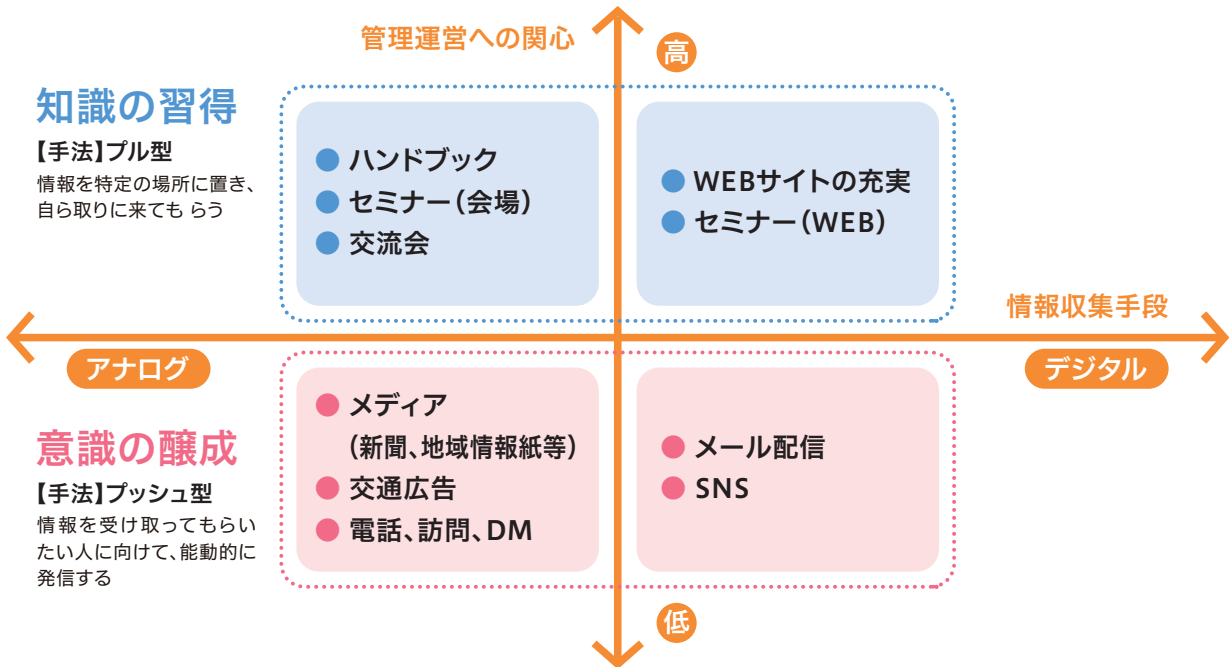 管理運営への関心
高
知識の習得
【手法】プル型
情報を特定の場所に置き、
自ら取りに来ても らう
● ハンドブック
● セミナー（会場）
● 交流会
● WEBサイトの充実
● セミナー（WEB）
情報収集手段
アナログ
デジタル
意識の醸成
【手法】プッシュ型
情報を受け取ってもらい
たい人に向けて、能動的に
発信する
● メディア
（新聞、地域情報紙等）
● 交通広告
● 電話、訪問、DM
● メール配信
● SNS
低